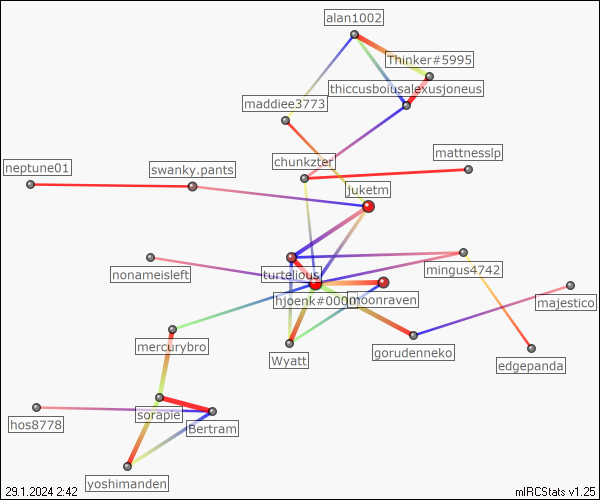 alan1002
Thinker#5995
thiccusboiusalexusjoneus
maddiee3773
mattnesslp
chunkzter
neptune01
swanky.pants
juketm
turtelious
mingus4742
nonameisleft
hjoenk#000
moonraven
majestico
mercurybro
Wyatt
gorudenneko
edgepanda
sorapie
hos8778
Bertram
yoshimanden
29.1.2024 2:42
mIRCStats v1.25